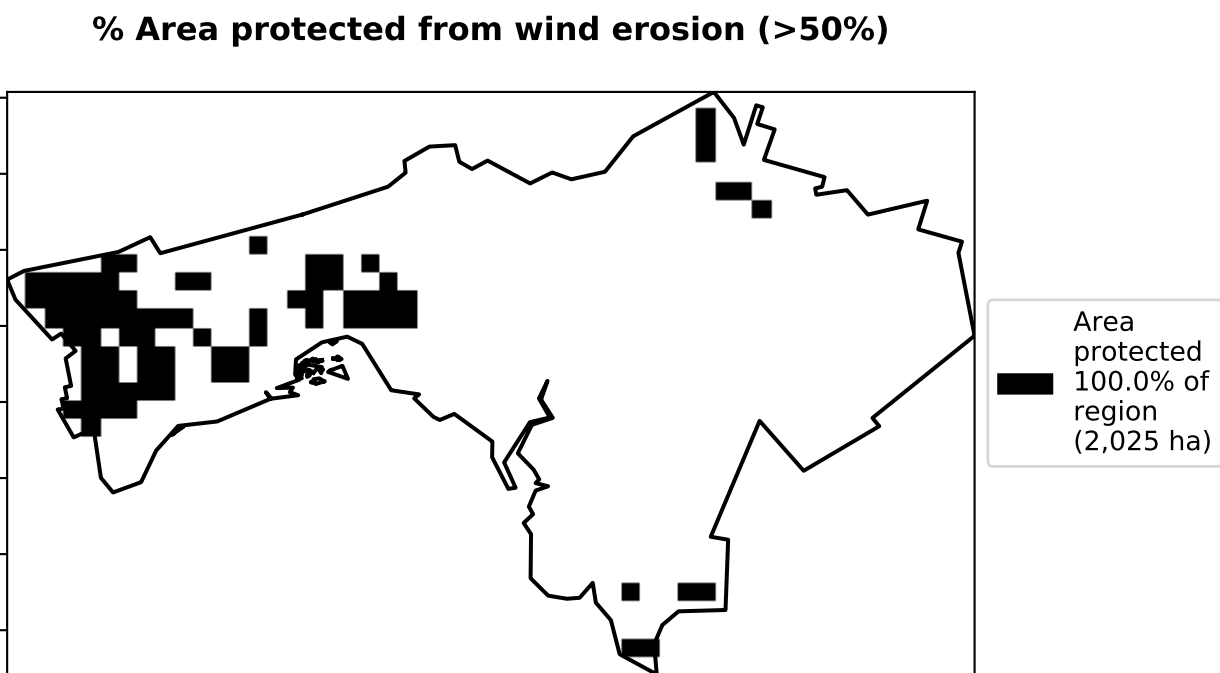 % Area protected from wind erosion (>50%)
Area
protected
100.0% of
region
(2,025 ha)